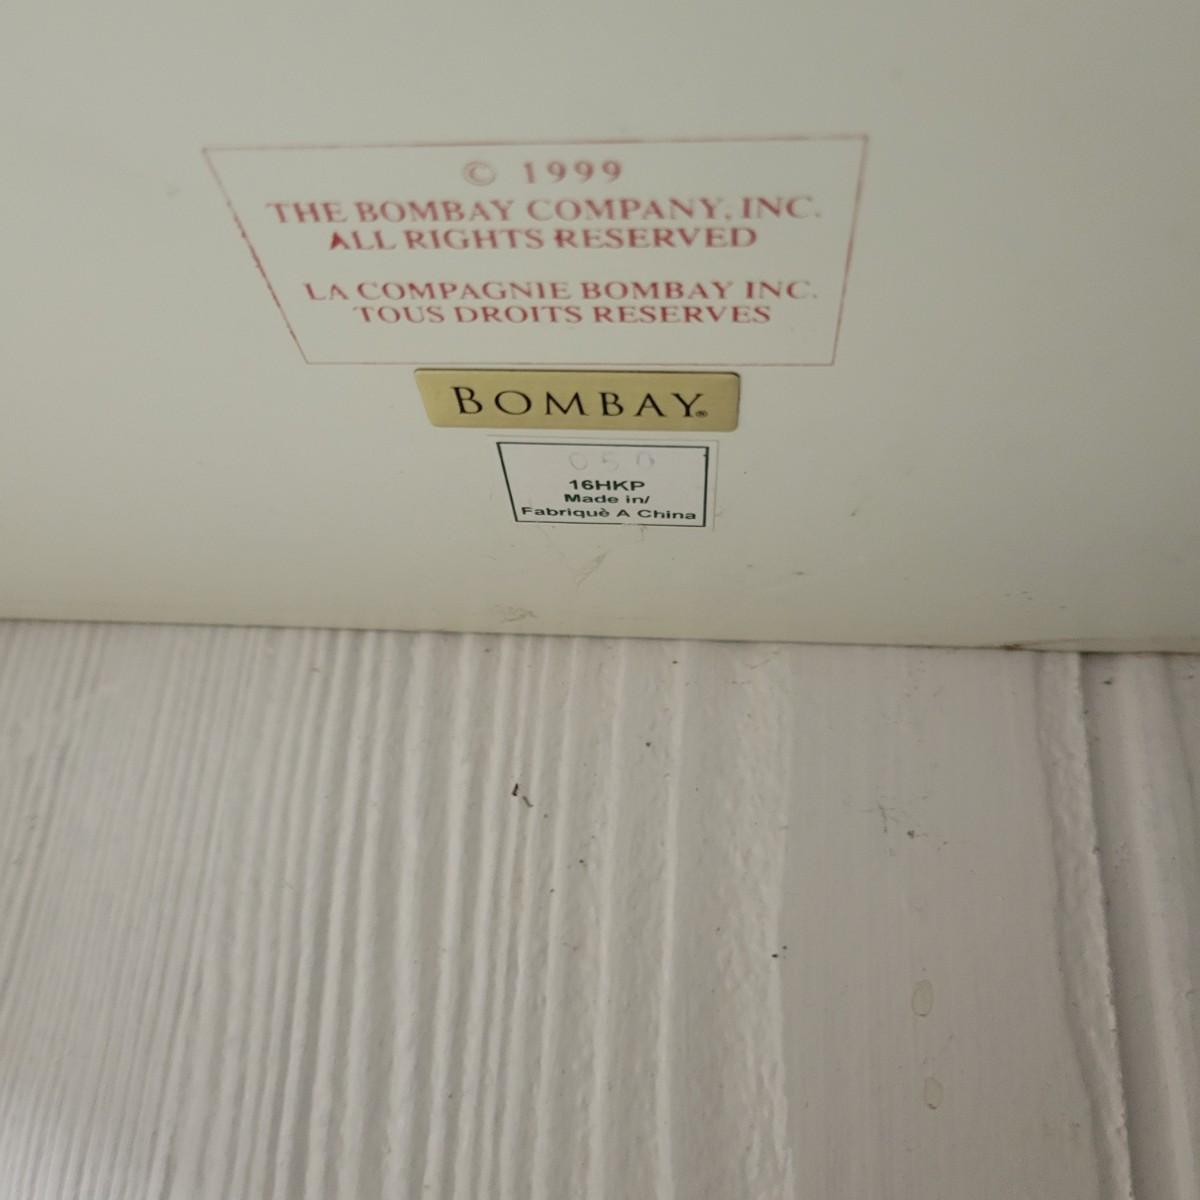 © 1999
THE BOMBAY COMPANY, INC.
ALL RIGHTS RESERVED
LA COMPAGNIE BOMBAY INC.
TOUS DROITS RESERVES
BOMBAY®
16HKP
Made in/
Fabriquè A China